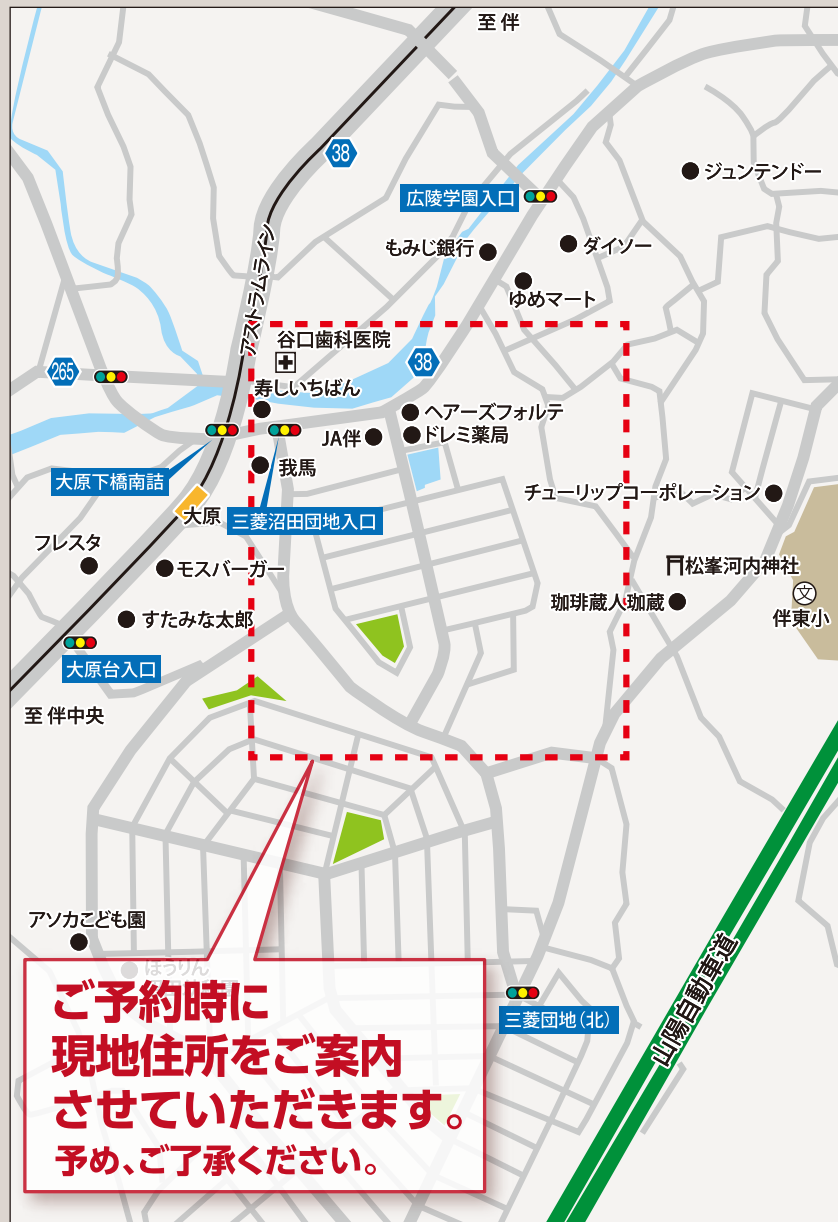 至 伴
38
ジュンテンドー
広陵学園入口
アストラムライン
もみじ銀行
ダイソー
ゆめマート
谷口歯科医院
265
38
寿しいちばん
ヘアーズフォルテ
JA伴
ドレミ薬局
我馬
大原下橋南詰
チューリップコーポレーション
大原
三菱沼田団地入口
フレスタ
モスバーガー
松峯河内神社
文
珈琲蔵人珈蔵
すたみな太郎
伴東小
大原台入口
至 伴中央
アソカこども園
ほうりん
山陽自動車道
ご予約時に
現地住所をご案内
させていただきます。
予め、ご了承ください。
三菱団地(北)